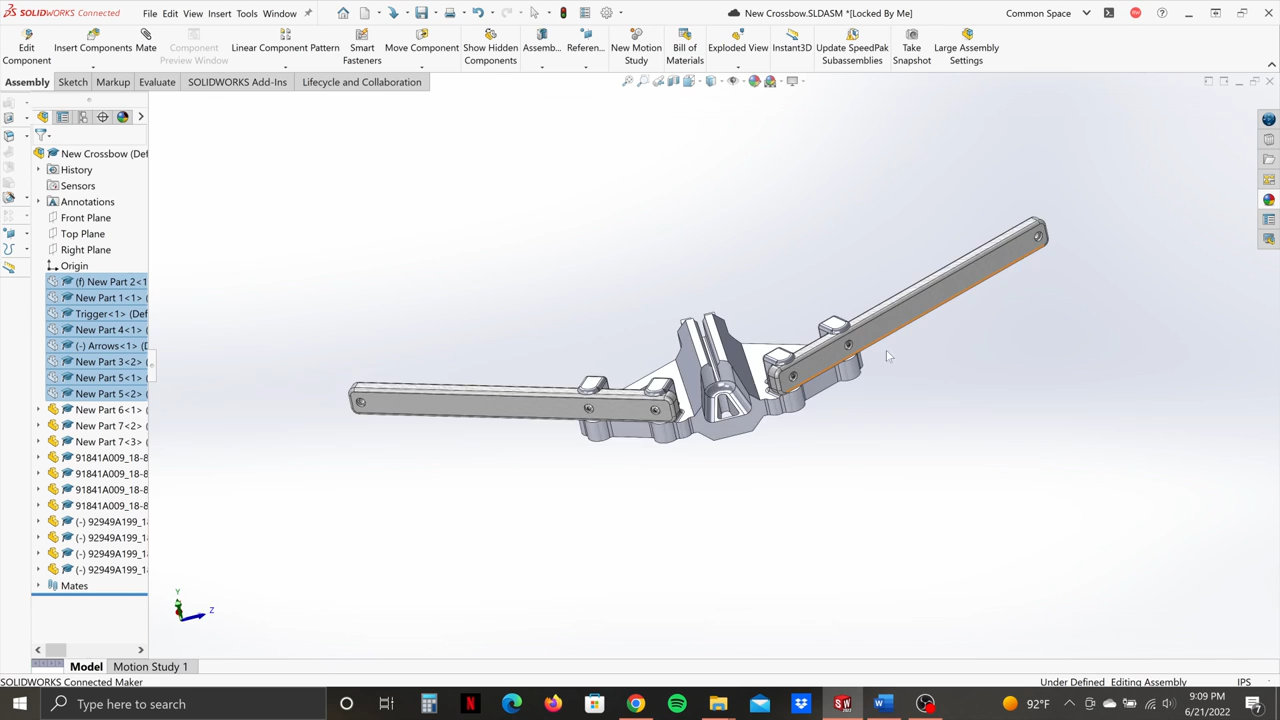 SOLIDWORKS Connected
File Edit View Insert Tools Window
New Crossbow.SLDASM *[Locked By Me]
Common Space
Edit Component
Insert Components
Mate
Component Preview Window
Linear Component Pattern
Smart Fasteners
Move Component
Show Hidden Components
Assemb...
Referen...
New Motion Study
Bill of Materials
Exploded View
Instant3D
Update SpeedPak Subassemblies
Take Snapshot
Large Assembly Settings
Assembly Sketch Markup Evaluate SOLIDWORKS Add-Ins Lifecycle and Collaboration
New Crossbow (Def
History
Sensors
Annotations
Front Plane
Top Plane
Right Plane
Origin
(f) New Part 2<1
New Part 1<1> (
Trigger<1> (Def
New Part 4<1> (
(-) Arrows<1> (D
New Part 3<2> (
New Part 5<1> (
New Part 5<2> (
New Part 6<1> (
New Part 7<2> (
New Part 7<3> (
91841A009_18-8
91841A009_18-8
91841A009_18-8
91841A009_18-8
(-) 92949A199_18
(-) 92949A199_18
(-) 92949A199_18
(-) 92949A199_18
Mates
Y
Z
Model Motion Study 1
SOLIDWORKS Connected Maker
Under Defined Editing Assembly IPS
Type here to search
92°F
9:09 PM
6/21/2022